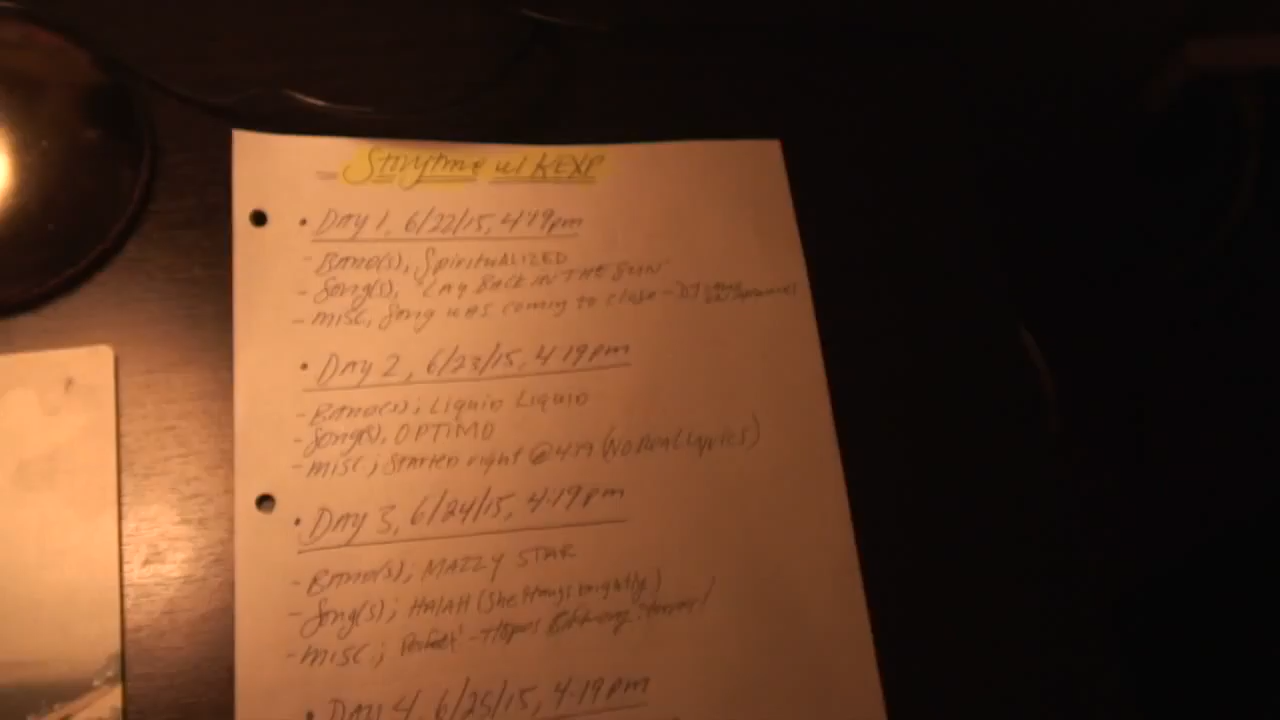 Storytime w/ KEXP
• DAY 1, 6/22/15, 4:19pm
- BAND(s), SpiritUALIZED
- Song(s), "LAY BACK IN THE SUN"
- MISC, Song was coming to close - DJ
• DAY 2, 6/23/15, 4:19pm
- BAND(s); LIQUID LIQUID
- Song(s), OPTIMO
- MISC; STARTED right @ 4:19 (NO REAL LYRICS)
• DAY 3, 6/24/15, 4:19pm
- BAND(s); MAZZY STAR
- Song(s); HALAH (She Hangs Brightly)
- MISC.; Perfect! -
• DAY 4, 6/25/15, 4:19pm